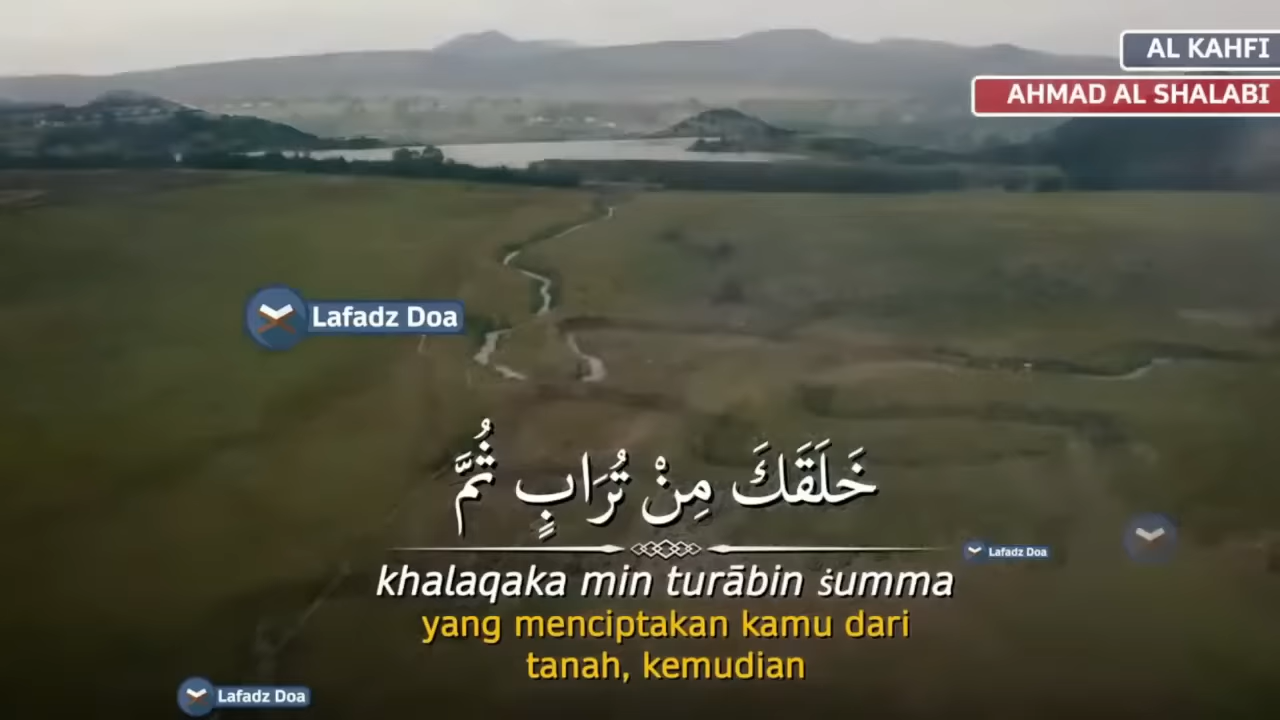 AL KAHFI
AHMAD AL SHALABI
Lafadz Doa
خَلَقَكَ مِنْ تُرَابٍ ثُمَّ
Lafadz Doa
khalaqaka min turābin ṡumma
yang menciptakan kamu dari
tanah, kemudian
Lafadz Doa